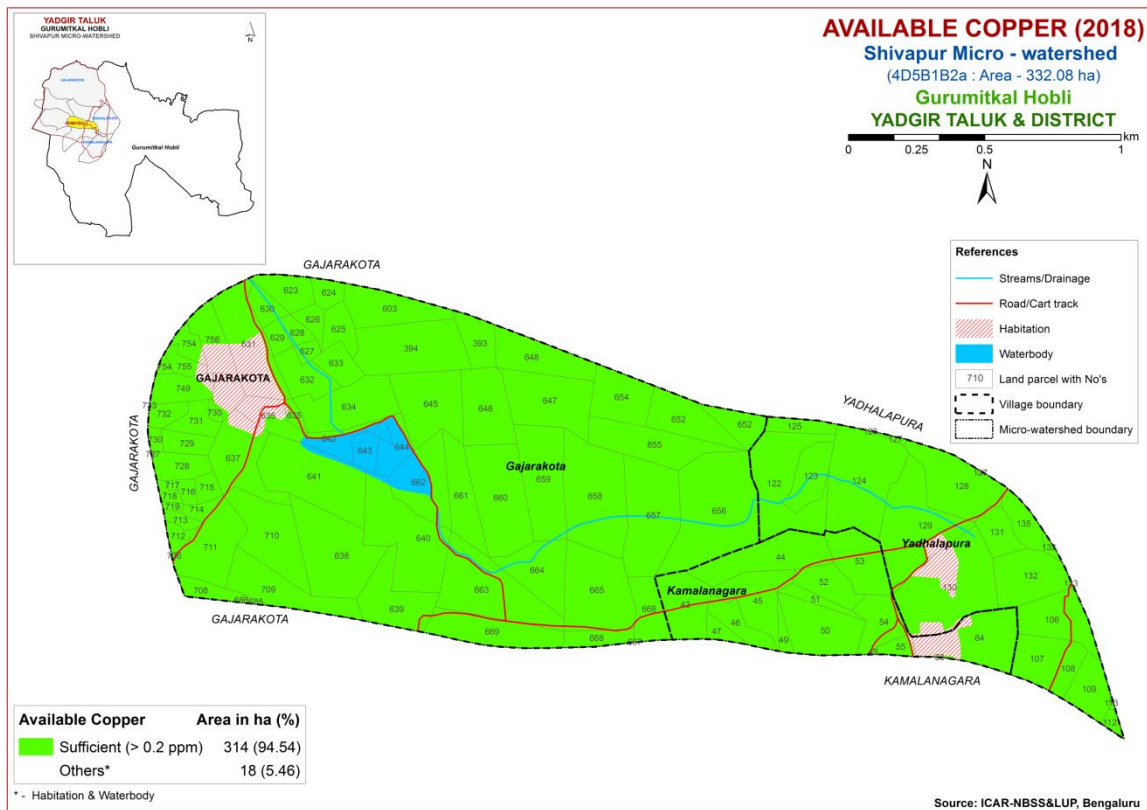 YADGIR TALUK
GURUMITKAL HOBLI
SHIVAPUR MICRO-WATERSHED
N
GAJARAKOTA
Gurumitkal Hobli
AVAILABLE COPPER (2018)
Shivapur Micro - watershed
(4D5B1B2a : Area - 332.08 ha)
Gurumitkal Hobli
YADGIR TALUK & DISTRICT
km
0 0.25 0.5 1
N
References
Streams/Drainage
Road/Cart track
Habitation
Waterbody
710 Land parcel with No's
Village boundary
Micro-watershed boundary
GAJARAKOTA
623 624
630 603
626
628 625
756 631 629
754 394 393
627 648
755 633
754
GAJARAKOTA 632
749 647 654
634 645 646
732 730 636 635 652 652
731 125
YADHALAPURA
730 729 642 655
643 644
637
GAJARAKOTA
728 Gajarakota
641 659 123
717 716 715 662 122 124 128
718 661 660 658
719 714 656
713 657
712 710 640 129 135
711 131
638 Yadhalapura
44 53
664
52 132
708 709 663 665 Kamalanagara 130
685
45 51
639 666 106
GAJARAKOTA
46 54
669 668 47 49 50 55 64
107
108
KAMALANAGARA
109
112
Available Copper Area in ha (%)
Sufficient (> 0.2 ppm) 314 (94.54)
Others* 18 (5.46)
* - Habitation & Waterbody
Source: ICAR-NBSS&LUP, Bengaluru